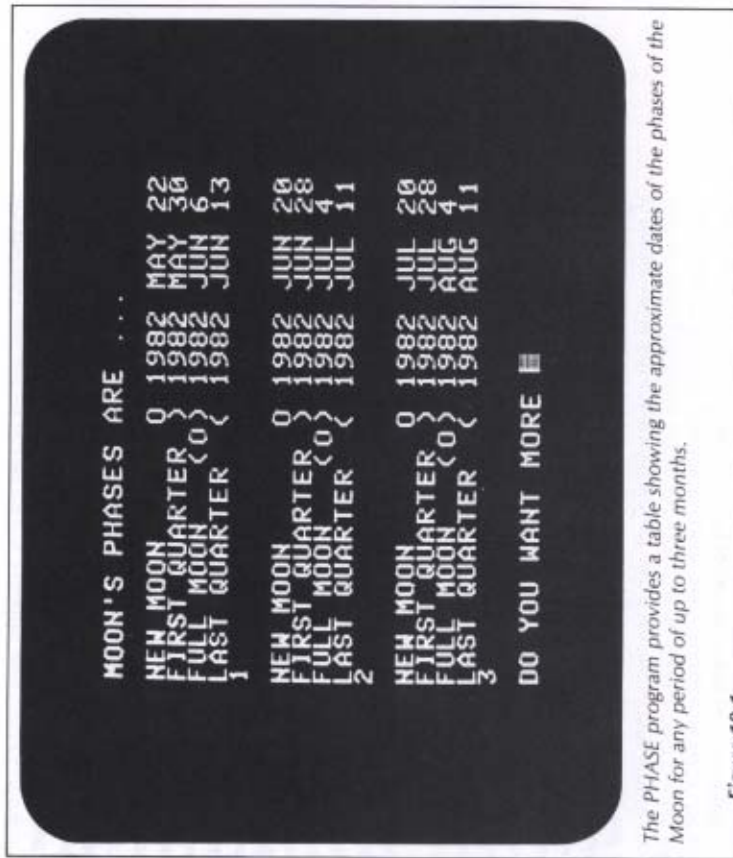 MOON'S PHASES ARE ...
NEW MOON O 1982 MAY 22
FIRST QUARTER ) 1982 MAY 30
FULL MOON (O) 1982 JUN 6
LAST QUARTER ( 1982 JUN 13
1
NEW MOON O 1982 JUN 20
FIRST QUARTER ) 1982 JUN 28
FULL MOON (O) 1982 JUL 4
LAST QUARTER ( 1982 JUL 11
2
NEW MOON O 1982 JUL 20
FIRST QUARTER ) 1982 JUL 28
FULL MOON (O) 1982 AUG 4
LAST QUARTER ( 1982 AUG 11
3
DO YOU WANT MORE
The PHASE program provides a table showing the approximate dates of the phases of the
Moon for any period of up to three months.